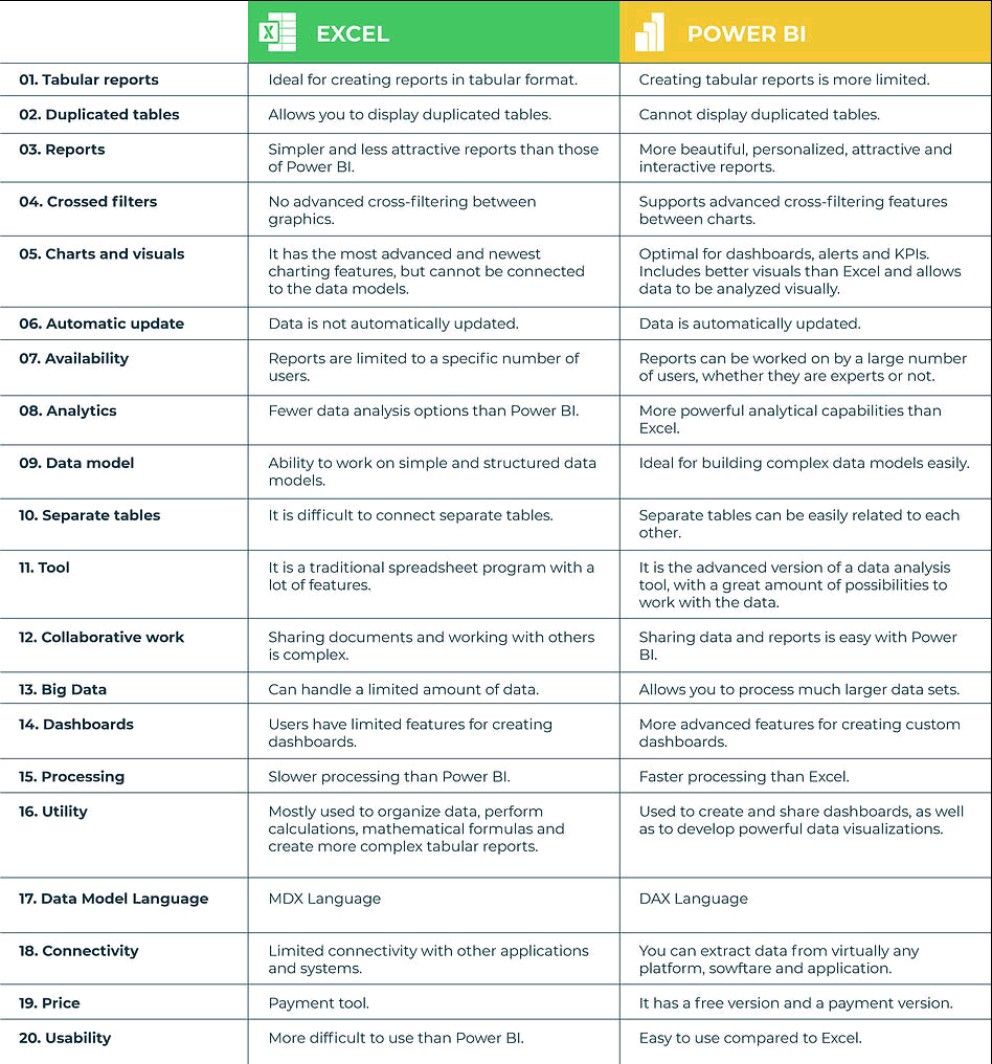 EXCEL
POWER BI
01. Tabular reports
Ideal for creating reports in tabular format.
Creating tabular reports is more limited.
02. Duplicated tables
Allows you to display duplicated tables.
Cannot display duplicated tables.
03. Reports
Simpler and less attractive reports than those
of Power BI.
More beautiful, personalized, attractive and
interactive reports.
04. Crossed filters
No advanced cross-filtering between
graphics.
Supports advanced cross-filtering features
between charts.
05. Charts and visuals
It has the most advanced and newest
charting features, but cannot be connected
to the data models.
Optimal for dashboards, alerts and KPIs.
Includes better visuals than Excel and allows
data to be analyzed visually.
06. Automatic update
Data is not automatically updated.
Data is automatically updated.
07. Availability
Reports are limited to a specific number of
users.
Reports can be worked on by a large number
of users, whether they are experts or not.
08. Analytics
Fewer data analysis options than Power BI.
More powerful analytical capabilities than
Excel.
09. Data model
Ability to work on simple and structured data
models.
Ideal for building complex data models easily.
10. Separate tables
It is difficult to connect separate tables.
Separate tables can be easily related to each
other.
11. Tool
It is a traditional spreadsheet program with a
lot of features.
It is the advanced version of a data analysis
tool, with a great amount of possibilities to
work with the data.
12. Collaborative work
Sharing documents and working with others
is complex.
Sharing data and reports is easy with Power
BI.
13. Big Data
Can handle a limited amount of data.
Allows you to process much larger data sets.
14. Dashboards
Users have limited features for creating
dashboards.
More advanced features for creating custom
dashboards.
15. Processing
Slower processing than Power BI.
Faster processing than Excel.
16. Utility
Mostly used to organize data, perform
calculations, mathematical formulas and
create more complex tabular reports.
Used to create and share dashboards, as well
as to develop powerful data visualizations.
17. Data Model Language
MDX Language
DAX Language
18. Connectivity
Limited connectivity with other applications
and systems.
You can extract data from virtually any
platform, sowftare and application.
19. Price
Payment tool.
It has a free version and a payment version.
20. Usability
More difficult to use than Power BI.
Easy to use compared to Excel.